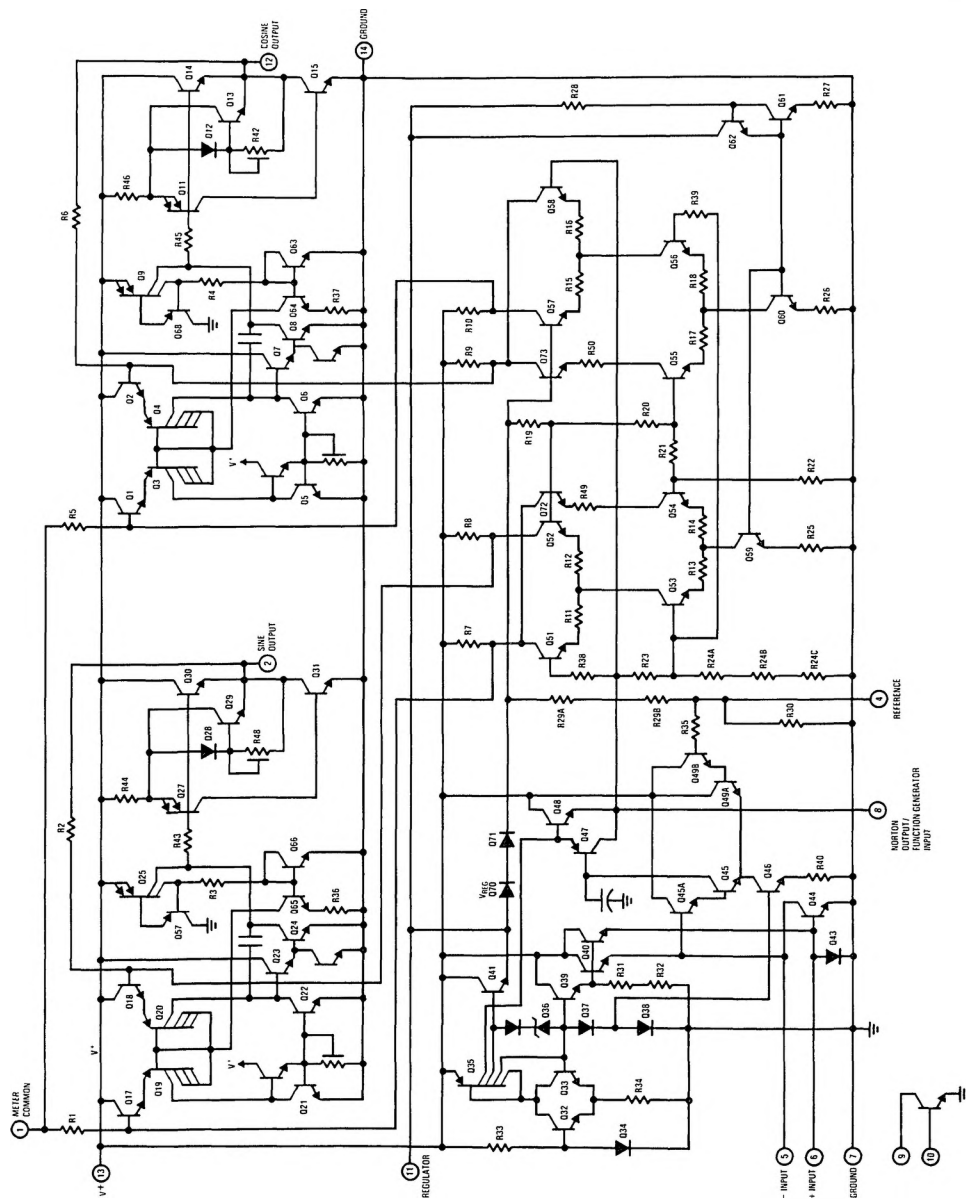 METER
COMMON
1
R1
R2
SINE
OUTPUT
2
R5
R6
COSINE
OUTPUT
12
V+
13
V'
Q17
Q18
Q19
Q20
V'
Q21
Q22
Q23
Q24
Q25
Q57
R3
Q65
Q66
R36
R43
R44
Q27
Q28
Q29
R48
Q30
Q31
Q1
Q2
Q3
Q4
V'
Q5
Q6
Q7
Q8
Q9
Q68
R4
Q64
Q63
R37
R45
R46
Q11
Q12
Q13
R42
Q14
Q15
14
GROUND
11
REGULATOR
R33
Q34
Q32
Q33
R34
Q35
Q36
Q37
Q38
Q41
Q39
Q40
R31
R32
VREG
Q70
Q71
Q48
Q47
Q45A
Q45
Q46
R40
Q44
Q43
Q49B
Q49A
R35
R29A
R29B
R30
R7
R8
Q51
Q52
Q72
R11
R12
R49
R38
R23
R24A
R24B
R24C
Q53
Q54
R13
R14
Q59
R25
R19
R20
R21
R22
R9
R10
Q73
Q57
Q58
R50
R15
R16
Q55
Q56
R39
R17
R18
Q60
R26
R28
Q62
Q61
R27
- INPUT
5
+ INPUT
6
GROUND
7
8
NORTON
OUTPUT/
FUNCTION GENERATOR
INPUT
4
REFERENCE
9
10